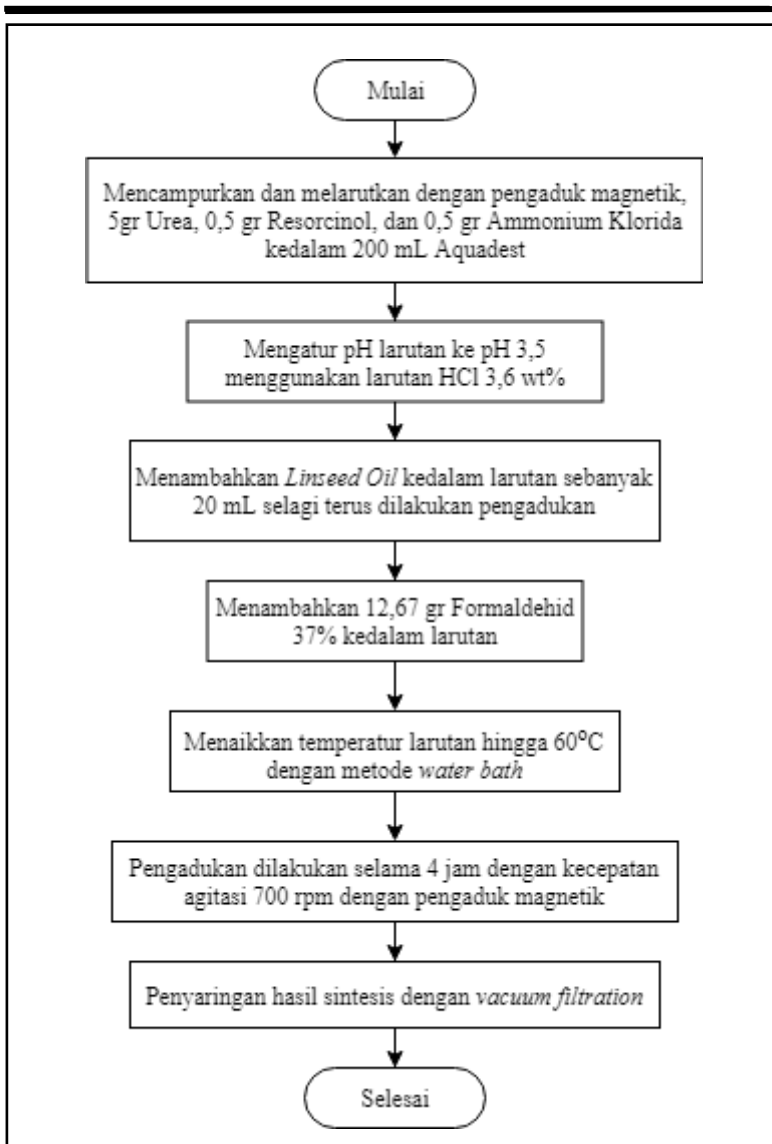 Mulai
Mencampurkan dan melarutkan dengan pengaduk magnetik,
5gr Urea, 0,5 gr Resorcinol, dan 0,5 gr Ammonium Klorida
kedalam 200 mL Aquadest
Mengatur pH larutan ke pH 3,5
menggunakan larutan HCl 3,6 wt%
Menambahkan Linseed Oil kedalam larutan sebanyak
20 mL selagi terus dilakukan pengadukan
Menambahkan 12,67 gr Formaldehid
37% kedalam larutan
Menaikkan temperatur larutan hingga 60°C
dengan metode water bath
Pengadukan dilakukan selama 4 jam dengan kecepatan
agitasi 700 rpm dengan pengaduk magnetik
Penyaringan hasil sintesis dengan vacuum filtration
Selesai